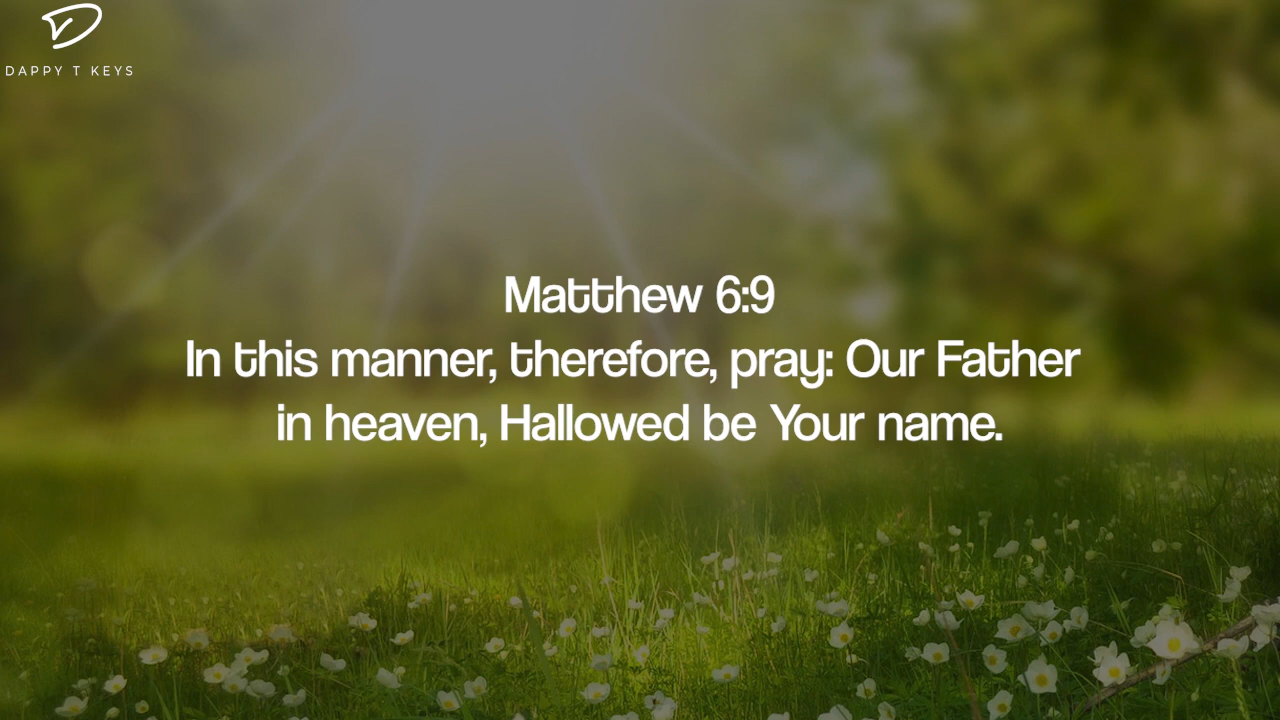 DAPPY T KEYS
Matthew 6:9
In this manner, therefore, pray: Our Father
in heaven, Hallowed be Your name.